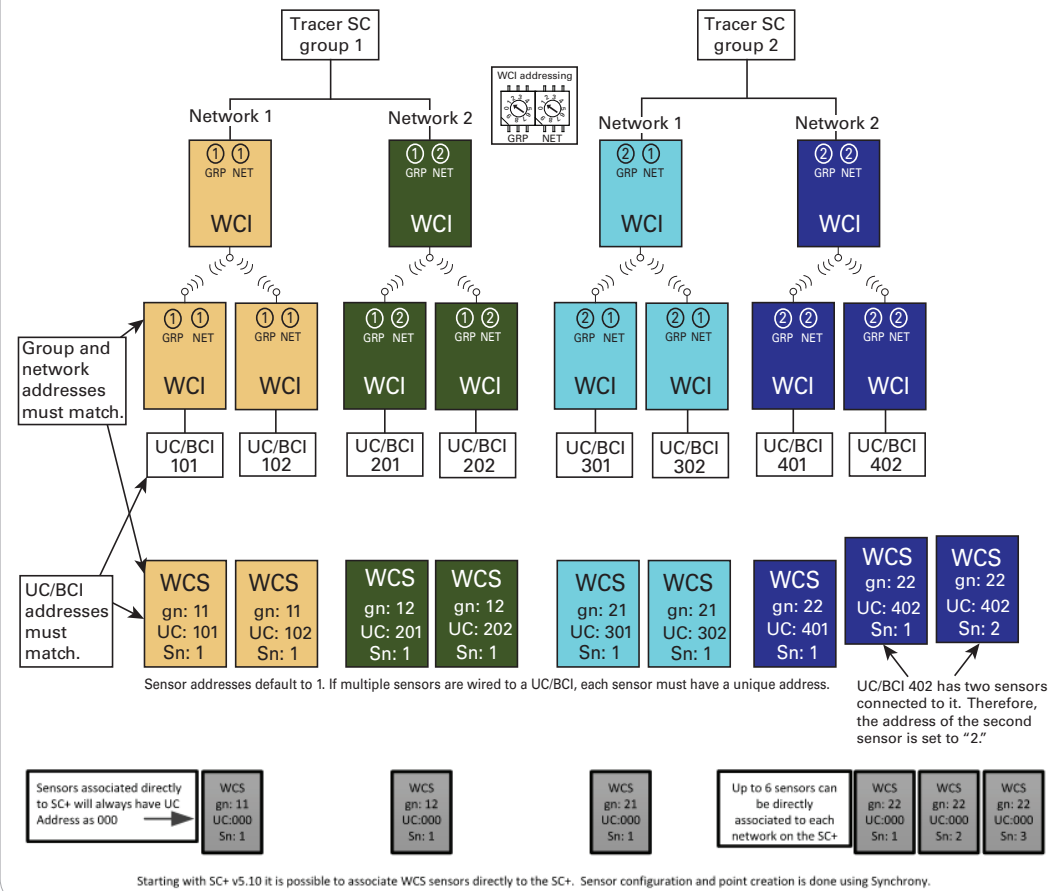 Tracer SC
group 1
Tracer SC
group 2
WCI addressing
GRP NET
Network 1
Network 2
Network 1
Network 2
1 1
GRP NET
WCI
1 2
GRP NET
WCI
2 1
GRP NET
WCI
2 2
GRP NET
WCI
Group and
network
addresses
must match.
1 1
GRP NET
WCI
1 1
GRP NET
WCI
1 2
GRP NET
WCI
1 2
GRP NET
WCI
2 1
GRP NET
WCI
2 1
GRP NET
WCI
2 2
GRP NET
WCI
2 2
GRP NET
WCI
UC/BCI
101
UC/BCI
102
UC/BCI
201
UC/BCI
202
UC/BCI
301
UC/BCI
302
UC/BCI
401
UC/BCI
402
UC/BCI
addresses
must
match.
WCS
gn: 11
UC: 101
Sn: 1
WCS
gn: 11
UC: 102
Sn: 1
WCS
gn: 12
UC: 201
Sn: 1
WCS
gn: 12
UC: 202
Sn: 1
WCS
gn: 21
UC: 301
Sn: 1
WCS
gn: 21
UC: 302
Sn: 1
WCS
gn: 22
UC: 401
Sn: 1
WCS
gn: 22
UC: 402
Sn: 1
WCS
gn: 22
UC: 402
Sn: 2
Sensor addresses default to 1. If multiple sensors are wired to a UC/BCI, each sensor must have a unique address.
UC/BCI 402 has two sensors
connected to it. Therefore,
the address of the second
sensor is set to “2.”
Sensors associated directly
to SC+ will always have UC
Address as 000
WCS
gn: 11
UC:000
Sn: 1
WCS
gn: 12
UC:000
Sn: 1
WCS
gn: 21
UC:000
Sn: 1
Up to 6 sensors can
be directly
associated to each
network on the SC+
WCS
gn: 22
UC:000
Sn: 1
WCS
gn: 22
UC:000
Sn: 2
WCS
gn: 22
UC:000
Sn: 3
Starting with SC+ v5.10 it is possible to associate WCS sensors directly to the SC+. Sensor configuration and point creation is done using Synchrony.